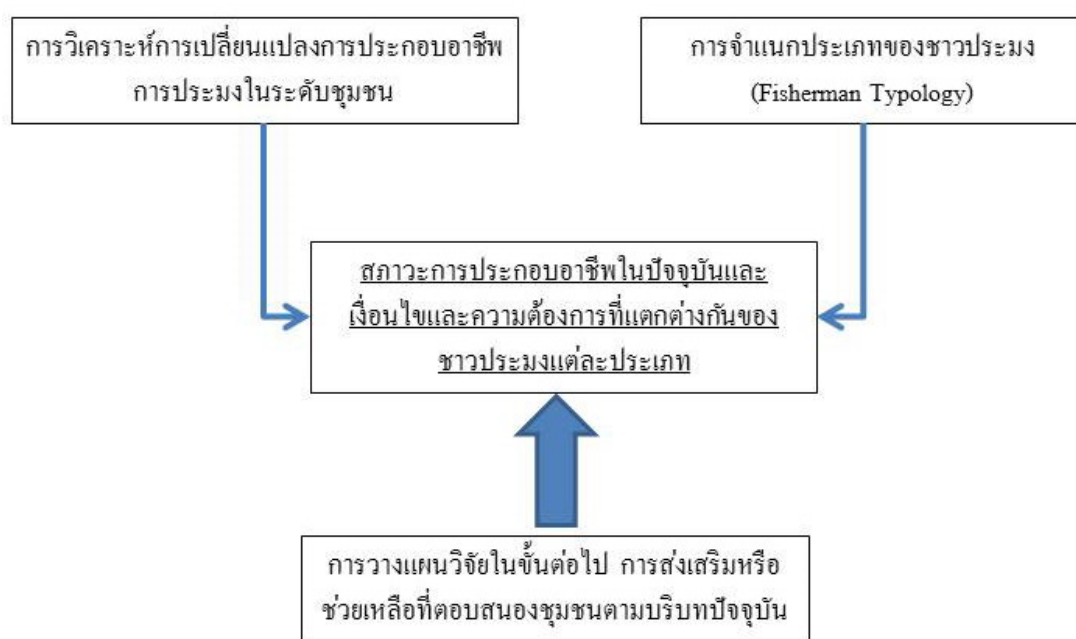 การวิเคราะห์การเปลี่ยนแปลงการประกอบอาชีพ
การประมงในระดับชุมชน
การจำแนกประเภทของชาวประมง
(Fisherman Typology)
สภาวะการประกอบอาชีพในปัจจุบันและ
เงื่อนไขและความต้องการที่แตกต่างกันของ
ชาวประมงแต่ละประเภท
การวางแผนวิจัยในขั้นต่อไป การส่งเสริมหรือ
ช่วยเหลือที่ตอบสนองชุมชนตามบริบทปัจจุบัน